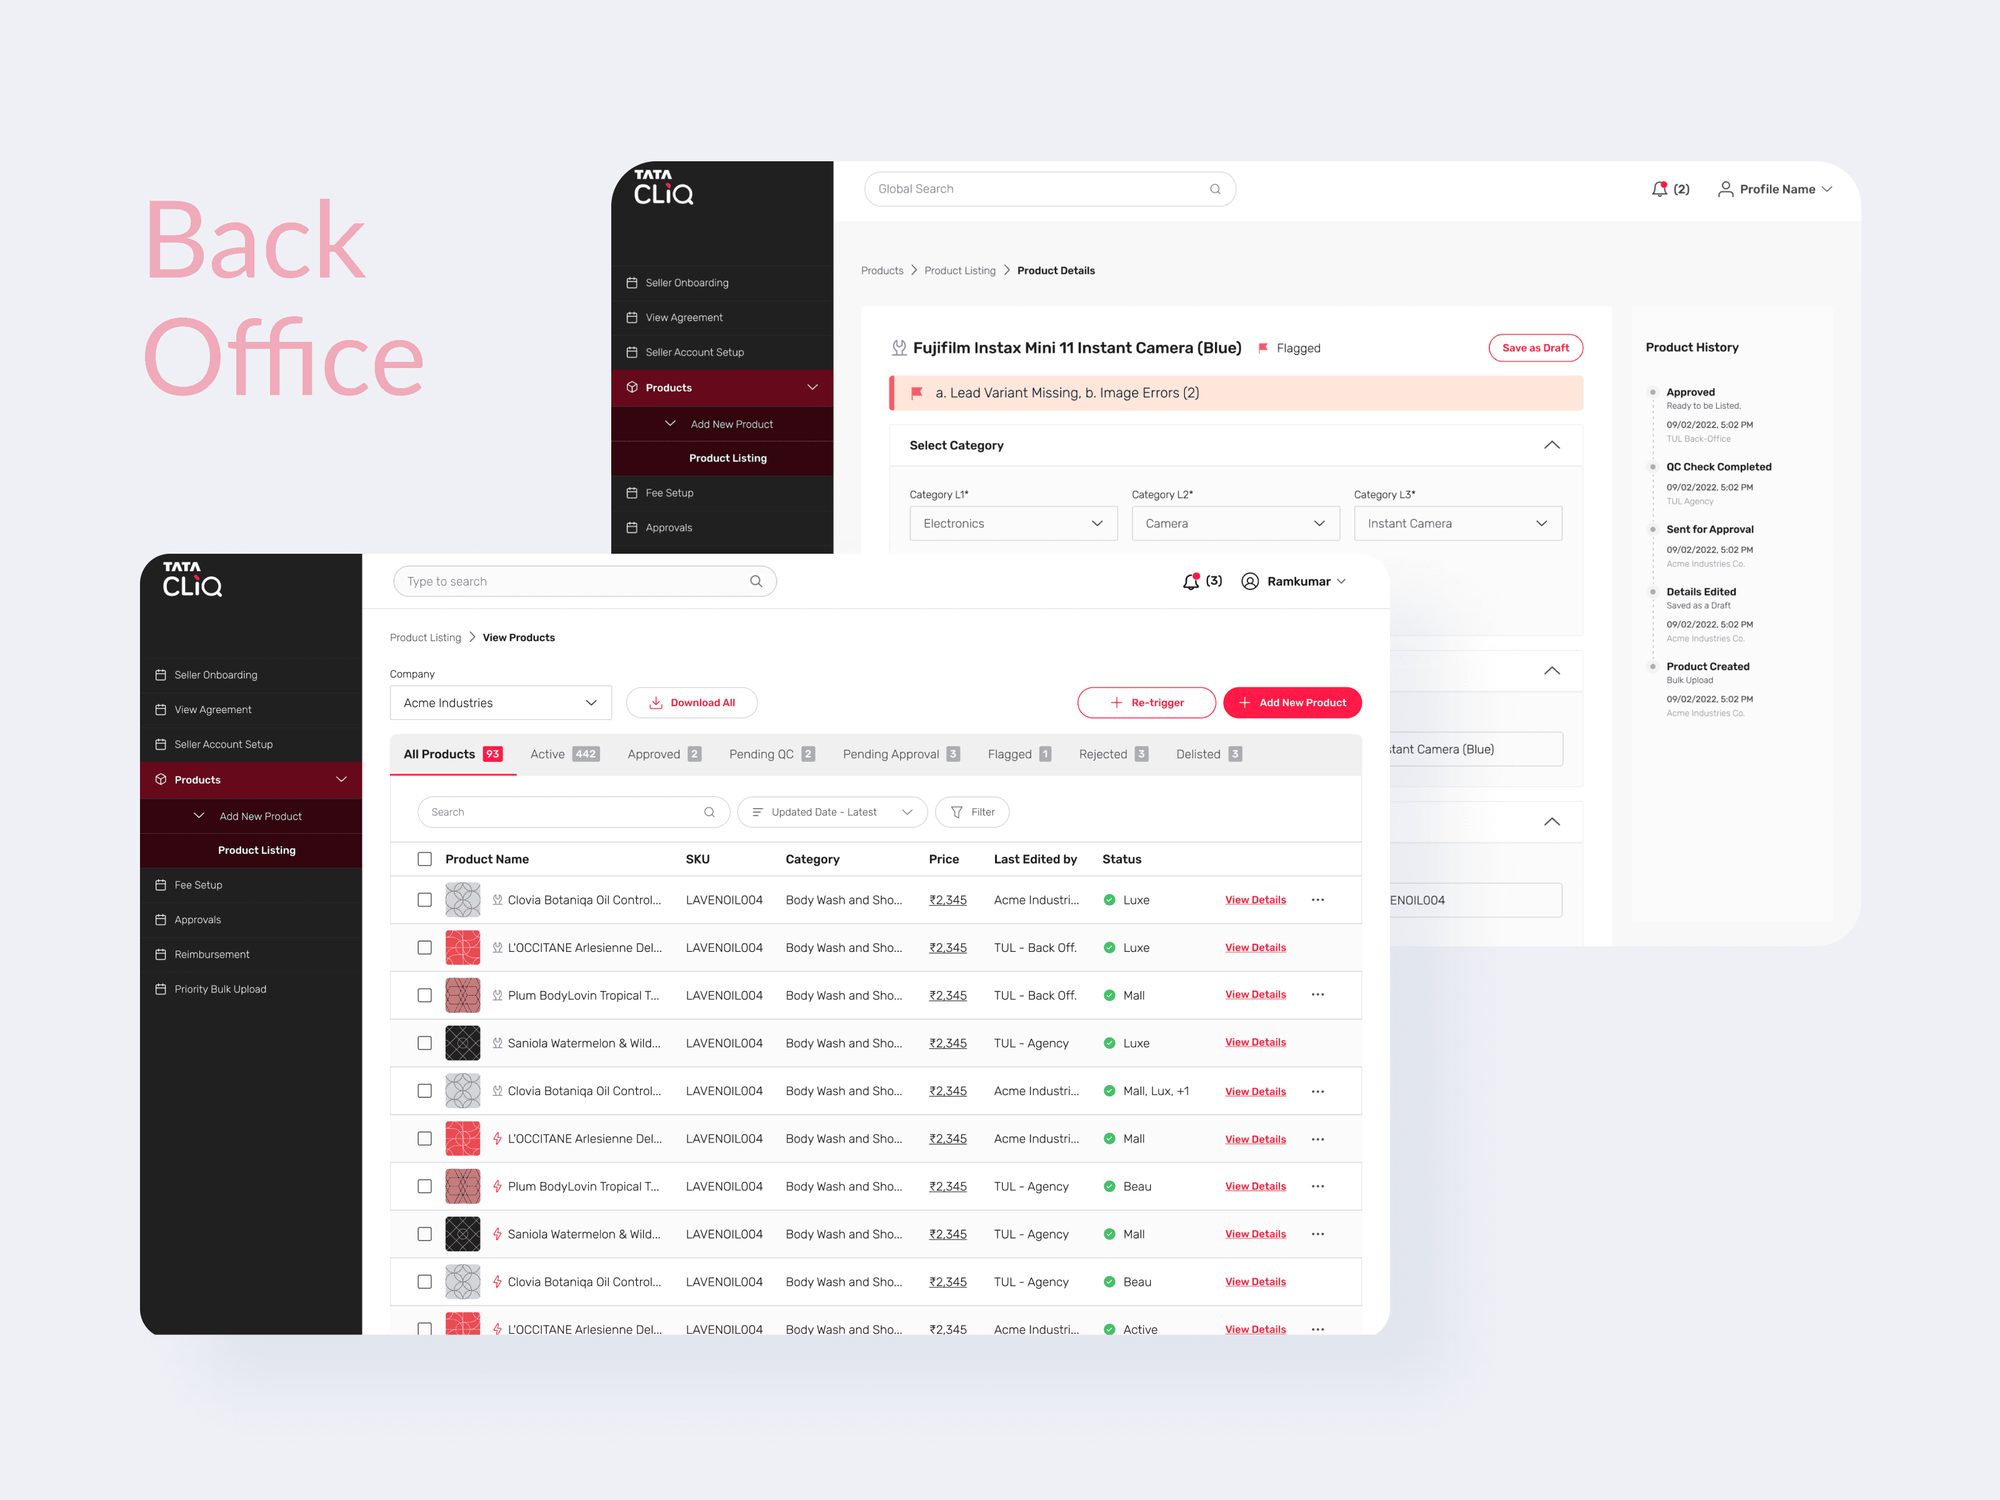 Back
Office
TATA
CLiQ
Global Search
(2)
Profile Name
Seller Onboarding
View Agreement
Seller Account Setup
Products
Add New Product
Product Listing
Fee Setup
Approvals
Products > Product Listing > Product Details
Fujifilm Instax Mini 11 Instant Camera (Blue)
Flagged
Save as Draft
a. Lead Variant Missing, b. Image Errors (2)
Select Category
Category L1*
Category L2*
Category L3*
Electronics
Camera
Instant Camera
stant Camera (Blue)
ENOIL004
Product History
Approved
Ready to be Listed.
09/02/2022, 5:02 PM
TUL Back-Office
QC Check Completed
09/02/2022, 5:02 PM
TUL Agency
Sent for Approval
09/02/2022, 5:02 PM
Acme Industries Co.
Details Edited
Saved as a Draft
09/02/2022, 5:02 PM
Acme Industries Co.
Product Created
Bulk Upload
09/02/2022, 5:02 PM
Acme Industries Co.
TATA
CLiQ
Type to search
(3)
Ramkumar
Seller Onboarding
View Agreement
Seller Account Setup
Products
Add New Product
Product Listing
Fee Setup
Approvals
Reimbursement
Priority Bulk Upload
Product Listing > View Products
Company
Acme Industries
Download All
+ Re-trigger
+ Add New Product
All Products 93 Active 442 Approved 2 Pending QC 2 Pending Approval 3 Flagged 1 Rejected 3 Delisted 3
Search
Updated Date - Latest
Filter
Product Name SKU Category Price Last Edited by Status
Clovia Botaniqa Oil Control... LAVENOIL004 Body Wash and Sho... ₹2,345 Acme Industri... Luxe View Details ...
L'OCCITANE Arlesienne Del... LAVENOIL004 Body Wash and Sho... ₹2,345 TUL - Back Off. Luxe View Details
Plum BodyLovin Tropical T... LAVENOIL004 Body Wash and Sho... ₹2,345 TUL - Back Off. Mall View Details ...
Saniola Watermelon & Wild... LAVENOIL004 Body Wash and Sho... ₹2,345 TUL - Agency Luxe View Details
Clovia Botaniqa Oil Control... LAVENOIL004 Body Wash and Sho... ₹2,345 Acme Industri... Mall, Lux, +1 View Details ...
L'OCCITANE Arlesienne Del... LAVENOIL004 Body Wash and Sho... ₹2,345 Acme Industri... Mall View Details ...
Plum BodyLovin Tropical T... LAVENOIL004 Body Wash and Sho... ₹2,345 TUL - Agency Beau View Details ...
Saniola Watermelon & Wild... LAVENOIL004 Body Wash and Sho... ₹2,345 TUL - Agency Mall View Details ...
Clovia Botaniqa Oil Control... LAVENOIL004 Body Wash and Sho... ₹2,345 TUL - Agency Beau View Details
L'OCCITANE Arlesienne Del... LAVENOIL004 Body Wash and Sho... ₹2,345 Acme Industri... Active View Details ...